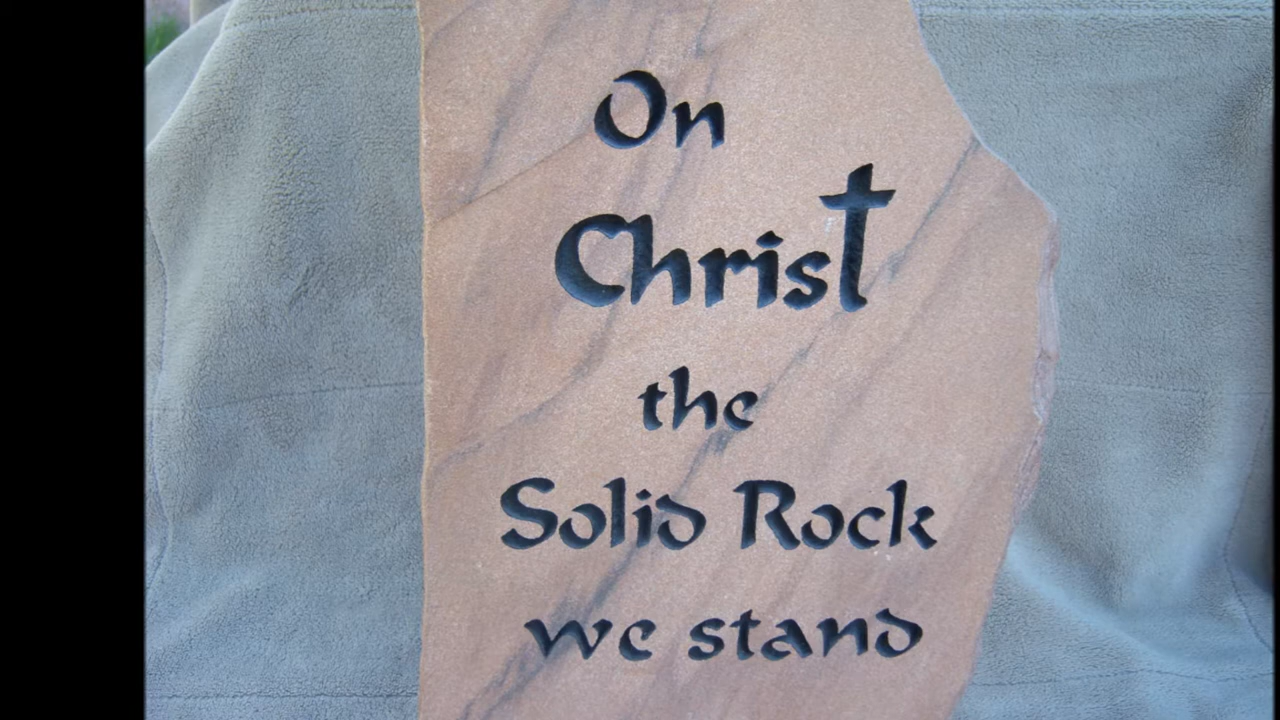 On
Christ
the
Solid Rock
we stand